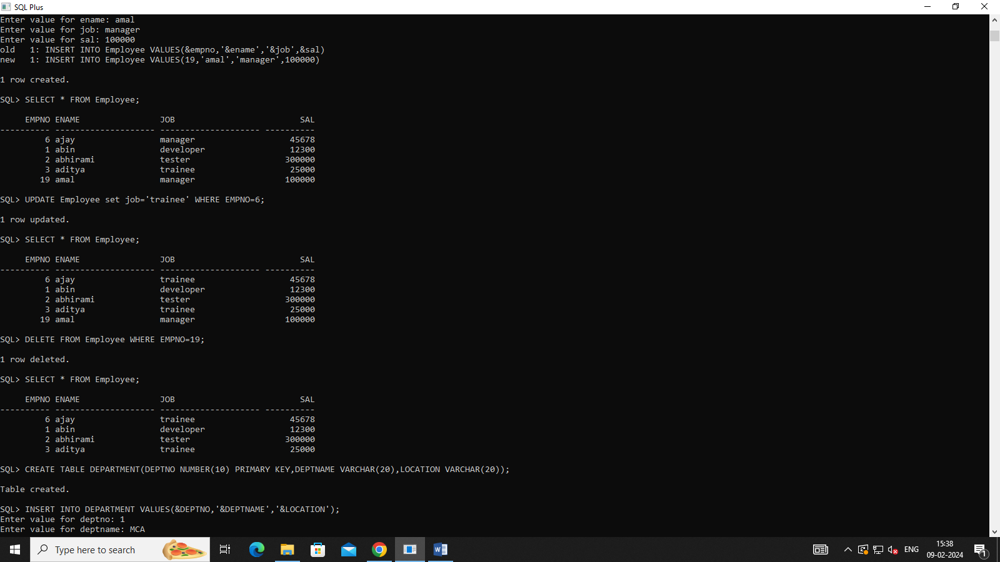 SQL Plus
Enter value for ename: amal
Enter value for job: manager
Enter value for sal: 100000
old   1: INSERT INTO Employee VALUES(&empno,'&ename','&job',&sal)
new   1: INSERT INTO Employee VALUES(19,'amal','manager',100000)
1 row created.
SQL> SELECT * FROM Employee;
     EMPNO ENAME                JOB                         SAL
---------- -------------------- -------------------- ----------
         6 ajay                 manager                   45678
         1 abin                 developer                 12300
         2 abhirami             tester                   300000
         3 aditya               trainee                   25000
        19 amal                 manager                  100000
SQL> UPDATE Employee set job='trainee' WHERE EMPNO=6;
1 row updated.
SQL> SELECT * FROM Employee;
     EMPNO ENAME                JOB                         SAL
---------- -------------------- -------------------- ----------
         6 ajay                 trainee                   45678
         1 abin                 developer                 12300
         2 abhirami             tester                   300000
         3 aditya               trainee                   25000
        19 amal                 manager                  100000
SQL> DELETE FROM Employee WHERE EMPNO=19;
1 row deleted.
SQL> SELECT * FROM Employee;
     EMPNO ENAME                JOB                         SAL
---------- -------------------- -------------------- ----------
         6 ajay                 trainee                   45678
         1 abin                 developer                 12300
         2 abhirami             tester                   300000
         3 aditya               trainee                   25000
SQL> CREATE TABLE DEPARTMENT(DEPTNO NUMBER(10) PRIMARY KEY,DEPTNAME VARCHAR(20),LOCATION VARCHAR(20));
Table created.
SQL> INSERT INTO DEPARTMENT VALUES(&DEPTNO,'&DEPTNAME','&LOCATION');
Enter value for deptno: 1
Enter value for deptname: MCA
Type here to search
W
ENG
15:38
09-02-2024
1